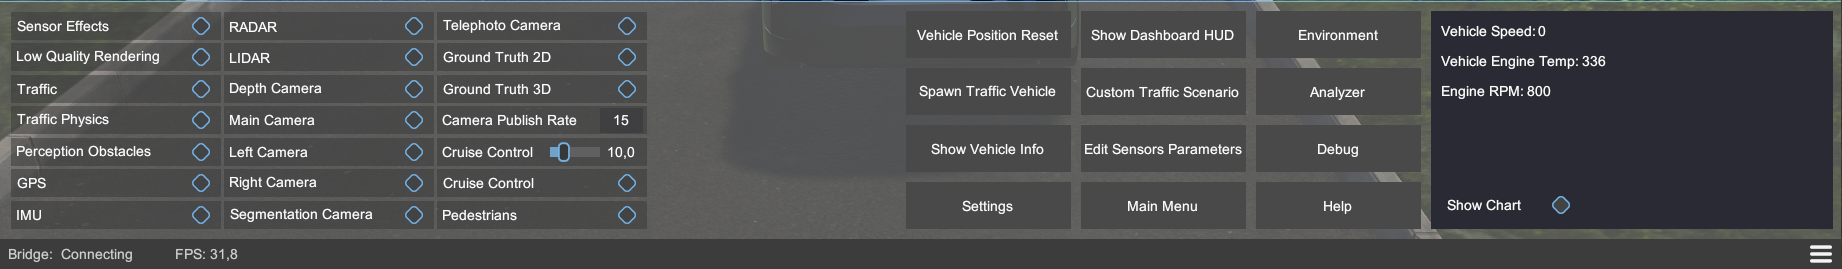 Sensor Effects
Low Quality Rendering
Traffic
Traffic Physics
Perception Obstacles
GPS
IMU
RADAR
LIDAR
Depth Camera
Main Camera
Left Camera
Right Camera
Segmentation Camera
Telephoto Camera
Ground Truth 2D
Ground Truth 3D
Camera Publish Rate 15
Cruise Control 10,0
Cruise Control
Pedestrians
Vehicle Position Reset
Show Dashboard HUD
Environment
Spawn Traffic Vehicle
Custom Traffic Scenario
Analyzer
Show Vehicle Info
Edit Sensors Parameters
Debug
Settings
Main Menu
Help
Vehicle Speed: 0
Vehicle Engine Temp: 336
Engine RPM: 800
Show Chart
Bridge: Connecting FPS: 31,8